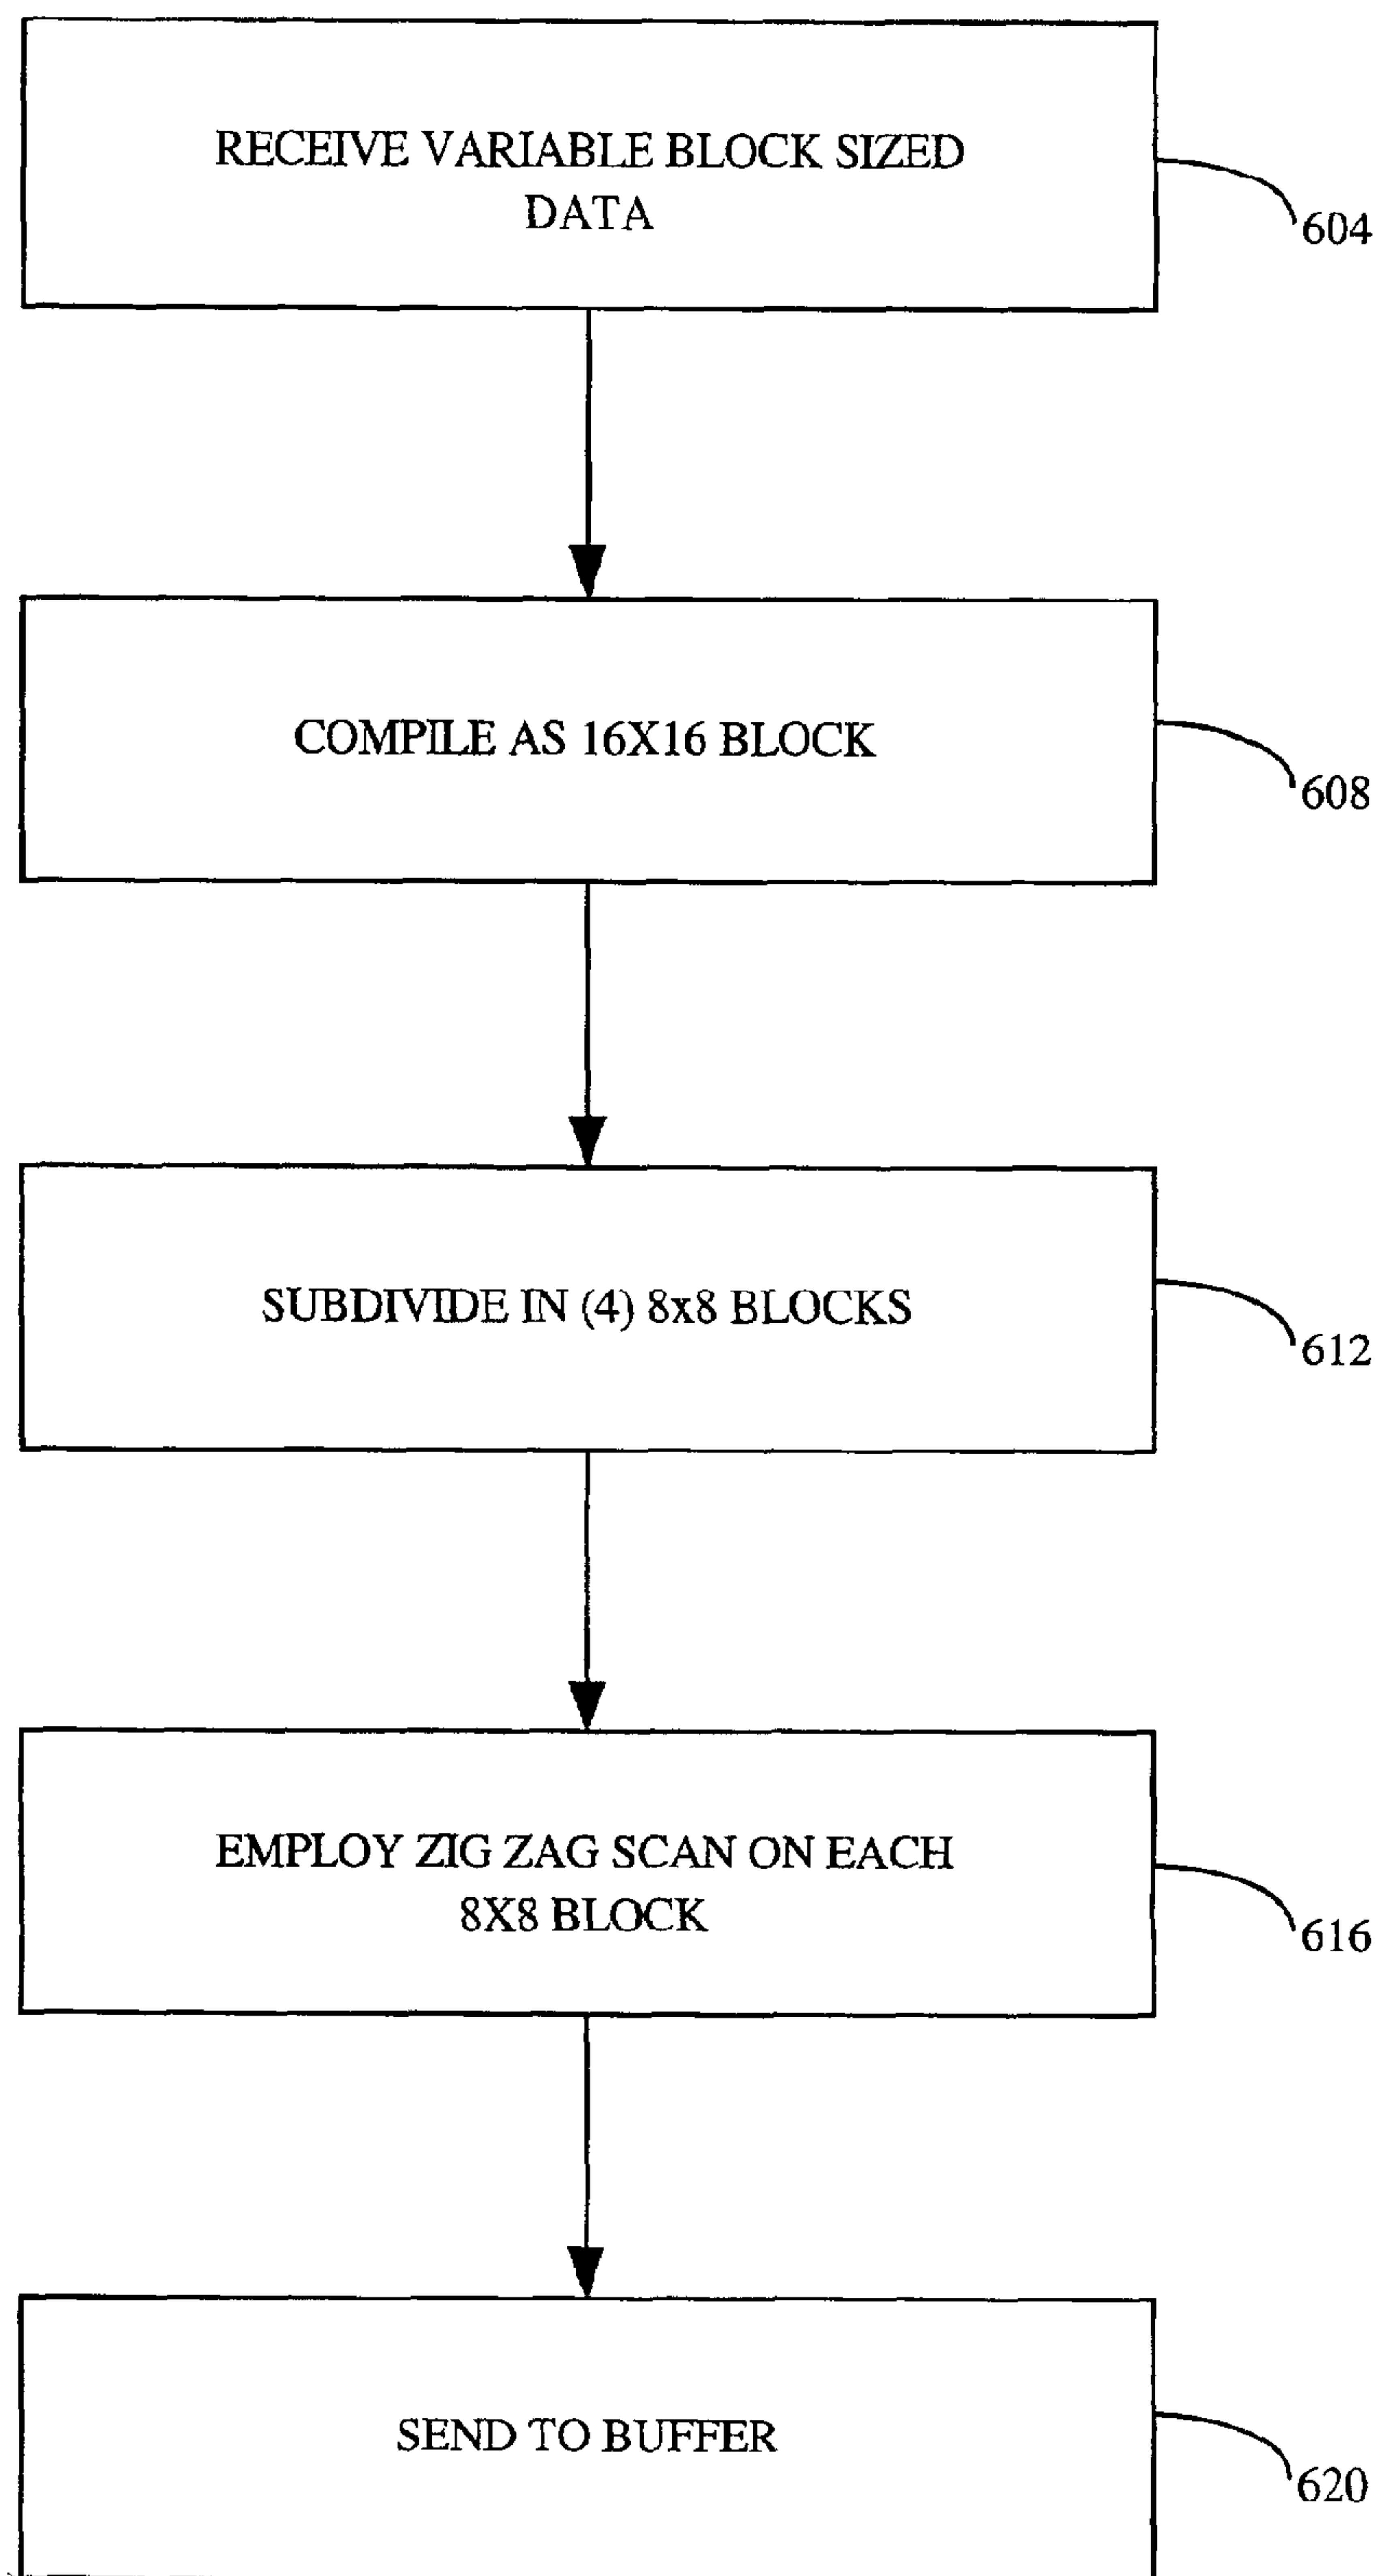 RECEIVE VARIABLE BLOCK SIZED
DATA
604
COMPILE AS 16X16 BLOCK
608
SUBDIVIDE IN (4) 8x8 BLOCKS
612
EMPLOY ZIG ZAG SCAN ON EACH
8X8 BLOCK
616
SEND TO BUFFER
620